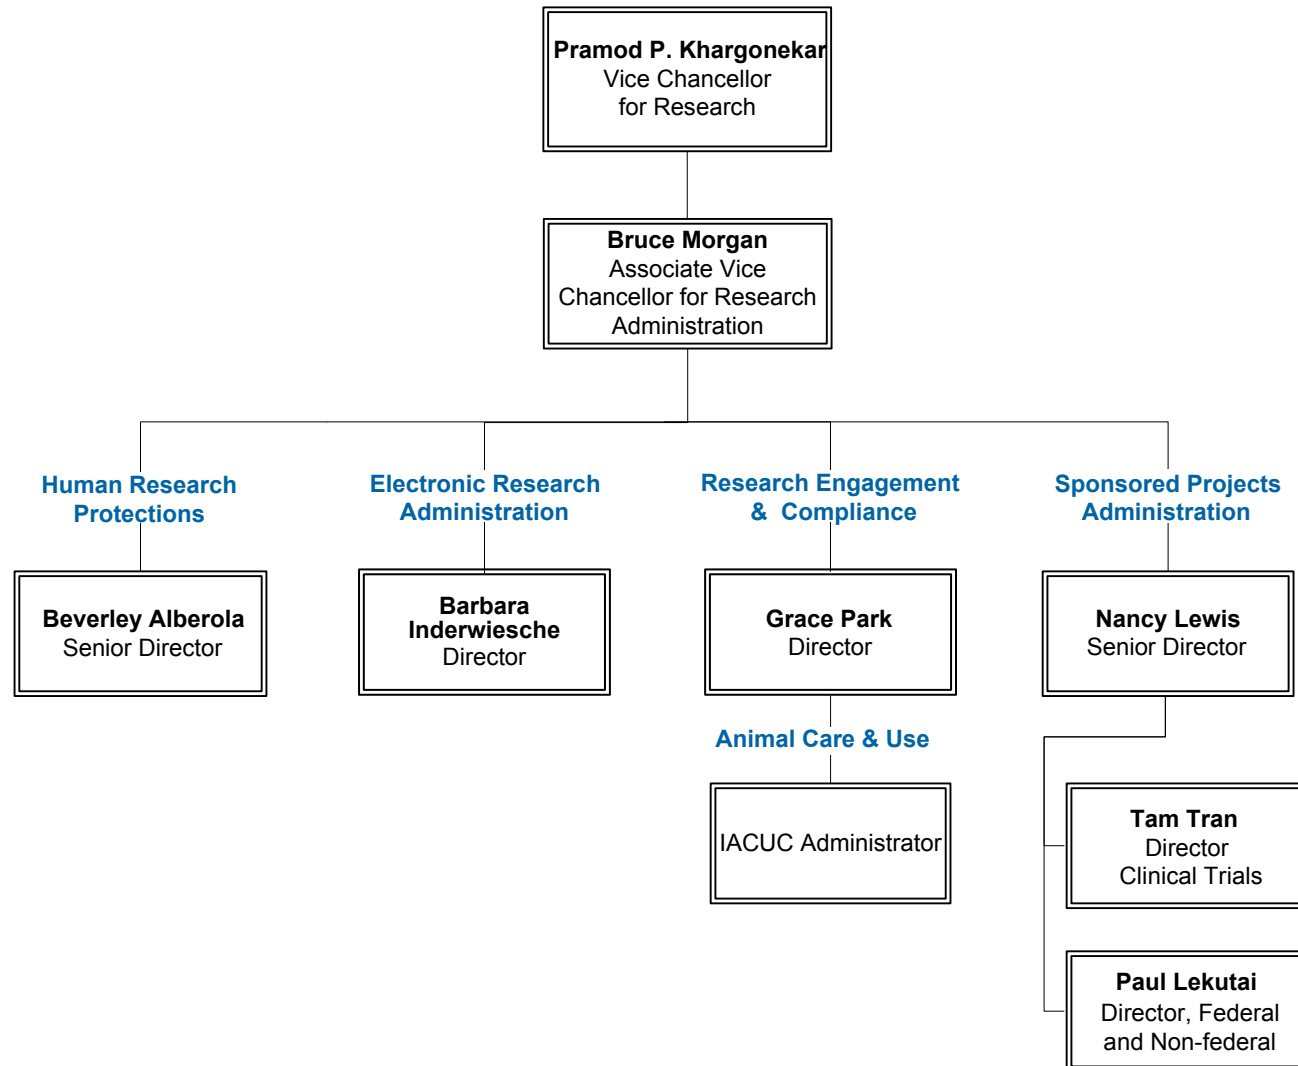 Pramod P. Khargonekar
Vice Chancellor
for Research
Bruce Morgan
Associate Vice
Chancellor for Research
Administration
Human Research
Protections
Electronic Research
Administration
Research Engagement
& Compliance
Sponsored Projects
Administration
Beverley Alberola
Senior Director
Barbara
Inderwiesche
Director
Grace Park
Director
Nancy Lewis
Senior Director
Animal Care & Use
IACUC Administrator
Tam Tran
Director
Clinical Trials
Paul Lekutai
Director, Federal
and Non-federal